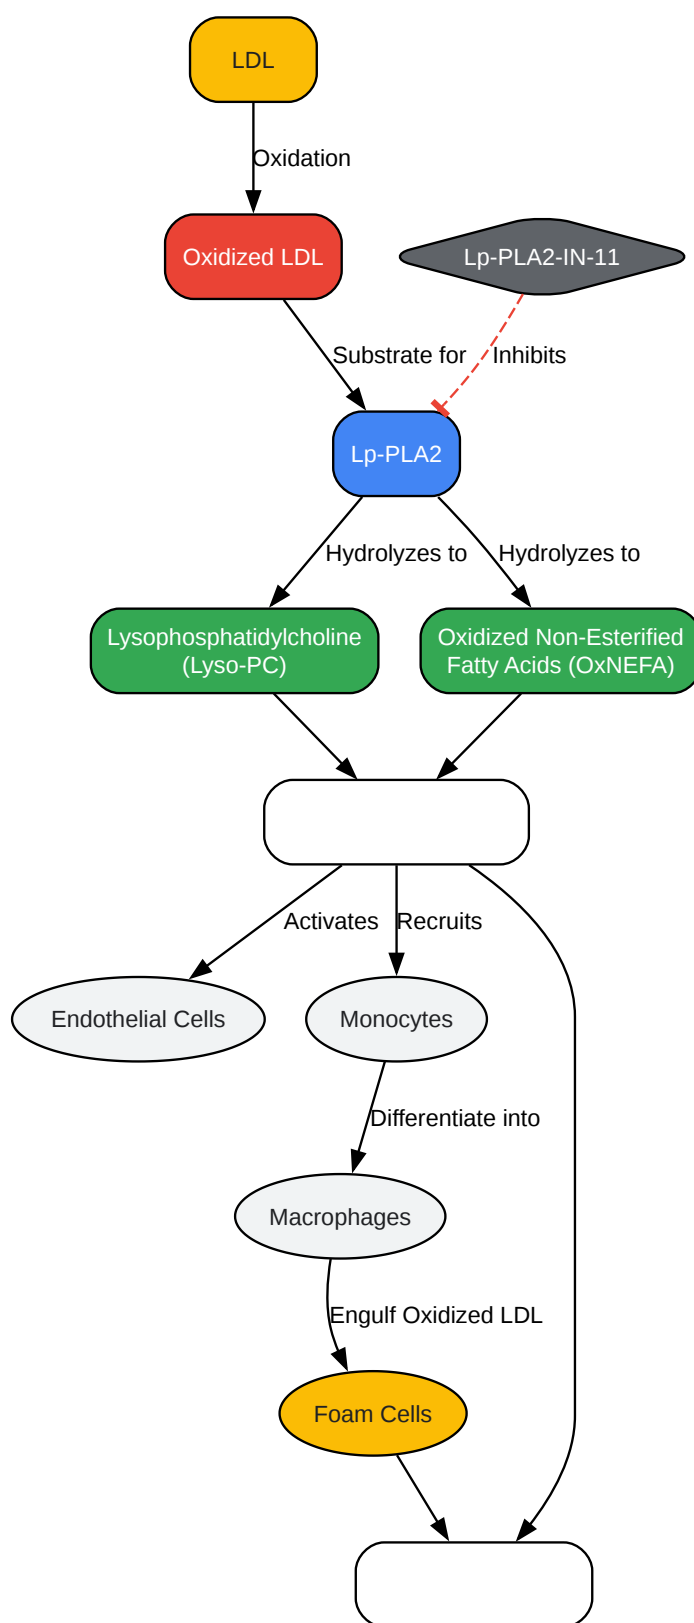 LDL
Oxidation
Oxidized LDL
Lp-PLA2-IN-11
Substrate for
Inhibits
Lp-PLA2
Hydrolyzes to
Hydrolyzes to
Lysophosphatidylcholine
(Lyso-PC)
Oxidized Non-Esterified
Fatty Acids (OxNEFA)
Activates
Recruits
Endothelial Cells
Monocytes
Differentiate into
Macrophages
Engulf Oxidized LDL
Foam Cells